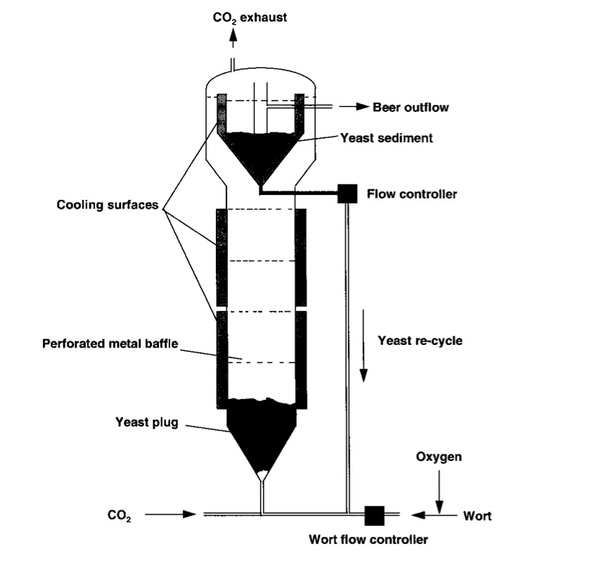 CO2 exhaust
Beer outflow
Yeast sediment
Flow controller
Cooling surfaces
Yeast re-cycle
Perforated metal baffle
Yeast plug
Oxygen
CO2
Wort
Wort flow controller